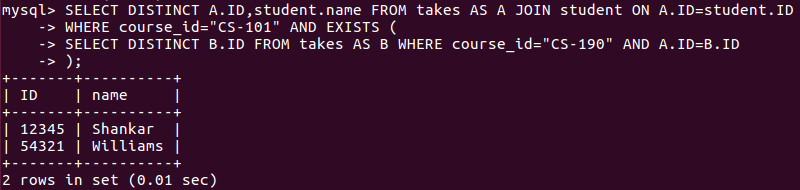 mysql> SELECT DISTINCT A.ID,student.name FROM takes AS A JOIN student ON A.ID=student.ID
    -> WHERE course_id="CS-101" AND EXISTS (
    -> SELECT DISTINCT B.ID FROM takes AS B WHERE course_id="CS-190" AND A.ID=B.ID
    -> );
+-------+----------+
| ID    | name     |
+-------+----------+
| 12345 | Shankar  |
| 54321 | Williams |
+-------+----------+
2 rows in set (0.01 sec)